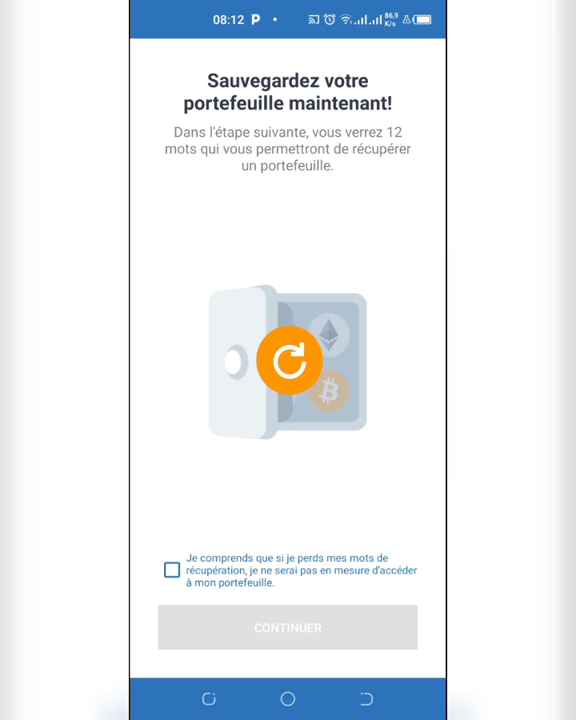 08:12
86,9
K/s
Sauvegardez votre
portefeuille maintenant!
Dans l'étape suivante, vous verrez 12
mots qui vous permettront de récupérer
un portefeuille.
Je comprends que si je perds mes mots de
récupération, je ne serai pas en mesure d'accéder
à mon portefeuille.
CONTINUER